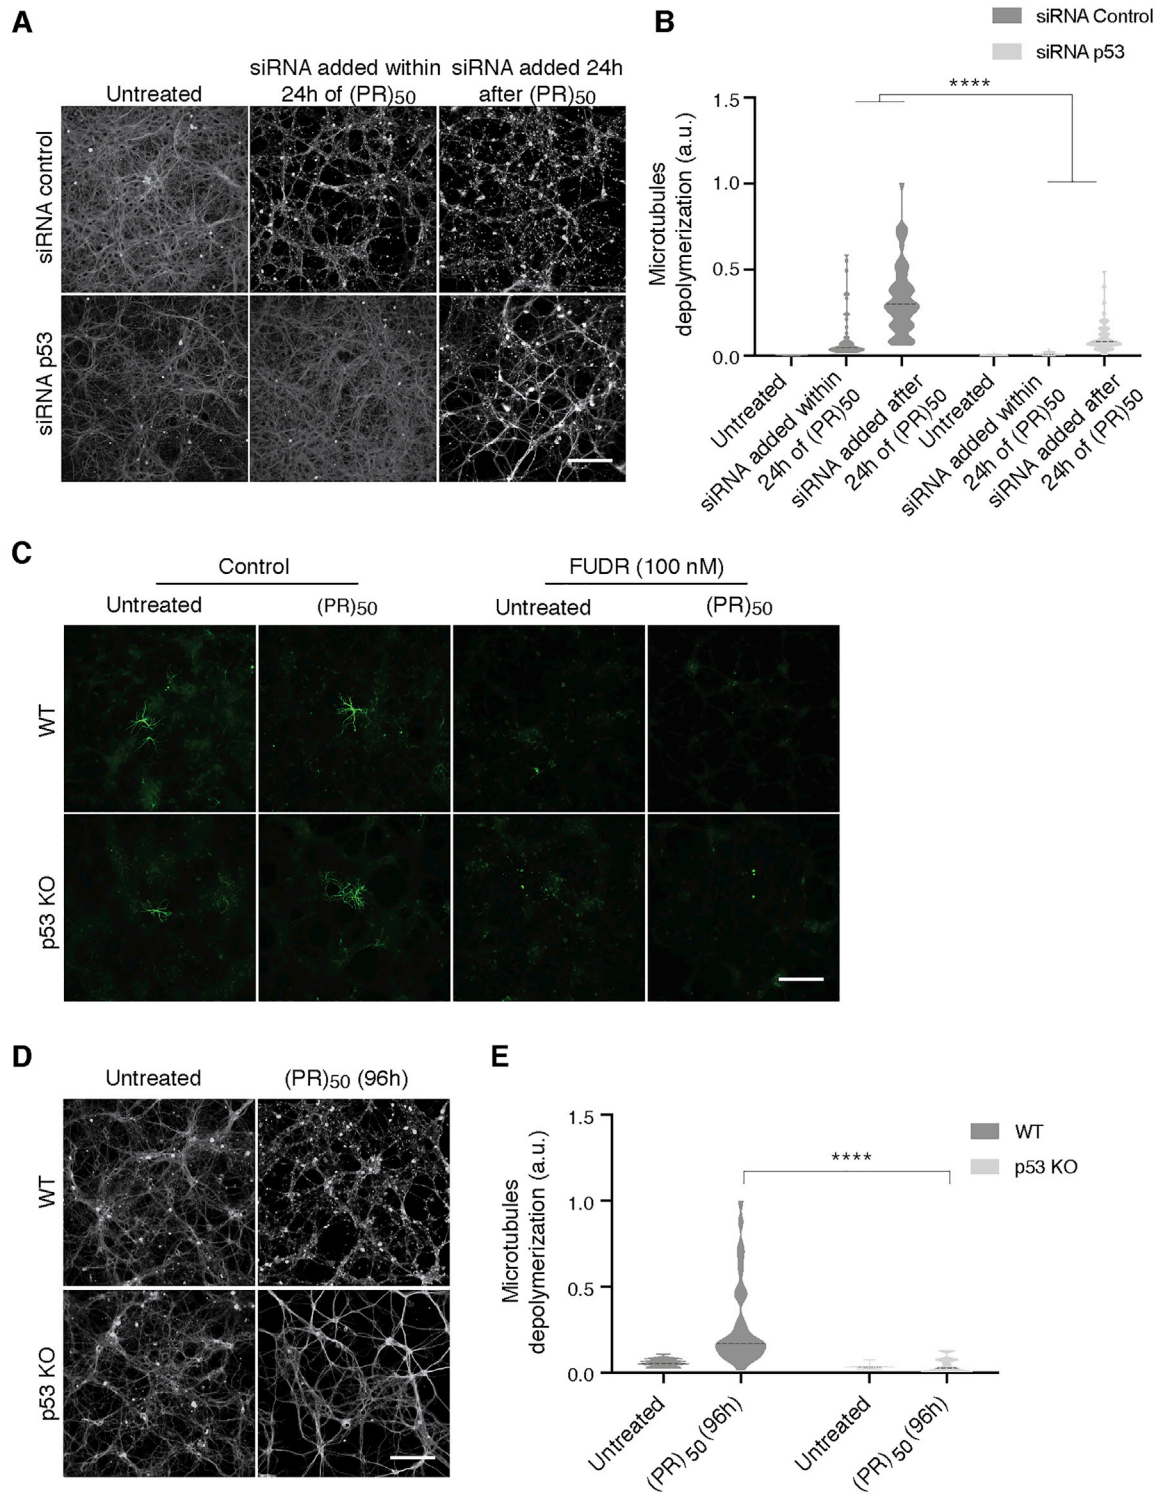 A
siRNA added within siRNA added 24h
Untreated 24h of (PR)50 after (PR)50
siRNA control
siRNA p53
B
siRNA Control
siRNA p53
****
Microtubules
depolymerization (a.u.)
1.5
1.0
0.5
0.0
Untreated
siRNA added within
24h of (PR)50
siRNA added after
24h of (PR)50
Untreated
siRNA added within
24h of (PR)50
siRNA added after
24h of (PR)50
C
Control FUDR (100 nM)
Untreated (PR)50 Untreated (PR)50
WT
p53 KO
D
Untreated (PR)50 (96h)
WT
p53 KO
E
WT
p53 KO
****
Microtubules
depolymerization (a.u.)
1.5
1.0
0.5
0.0
Untreated
(PR)50 (96h)
Untreated
(PR)50 (96h)